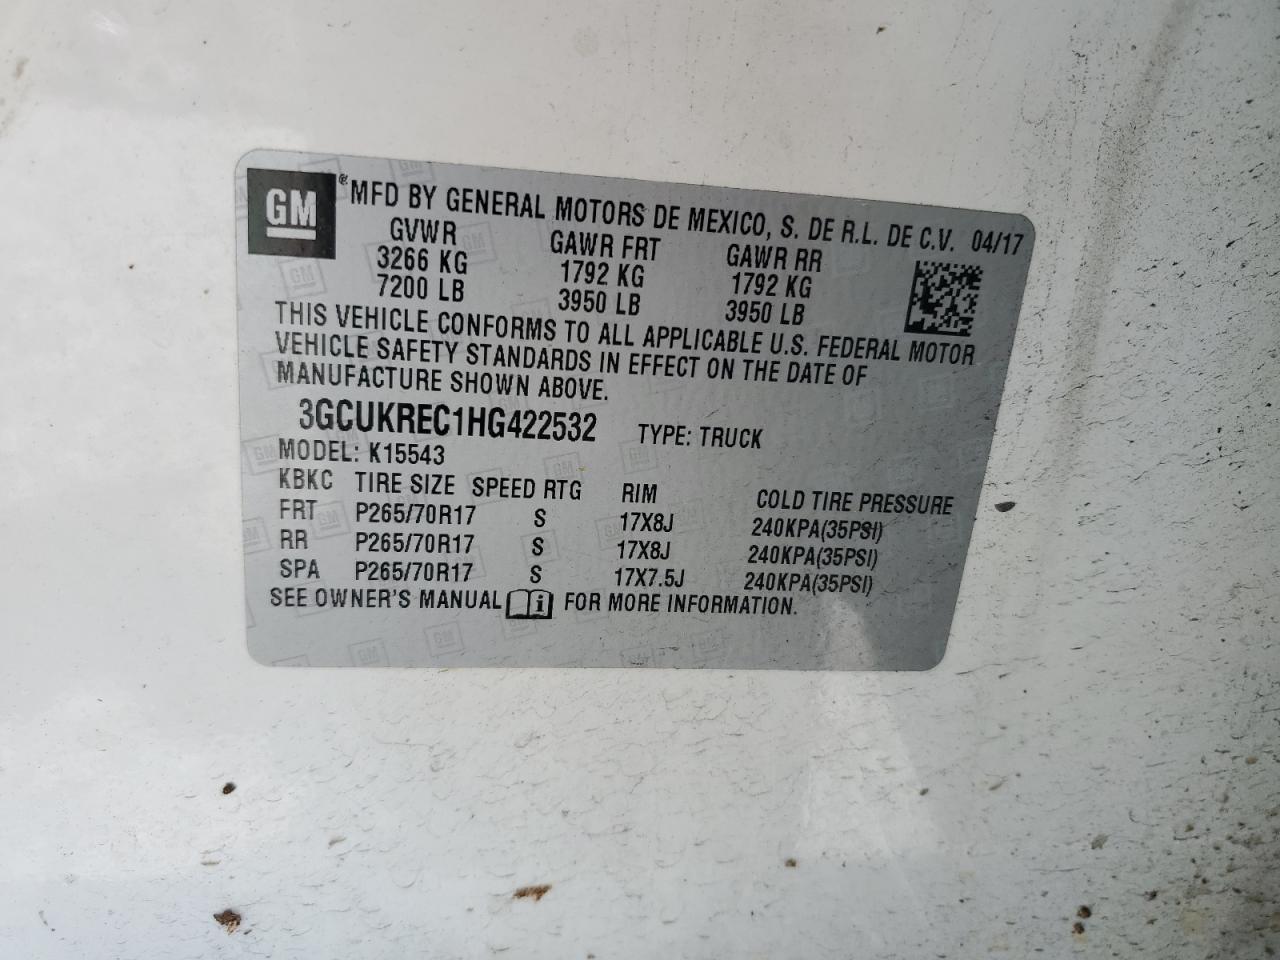 GM ® MFD BY GENERAL MOTORS DE MEXICO, S. DE R.L. DE C.V. 04/17
GVWR GAWR FRT GAWR RR
3266 KG 1792 KG 1792 KG
7200 LB 3950 LB 3950 LB
THIS VEHICLE CONFORMS TO ALL APPLICABLE U.S. FEDERAL MOTOR
VEHICLE SAFETY STANDARDS IN EFFECT ON THE DATE OF
MANUFACTURE SHOWN ABOVE.
3GCUKREC1HG422532 TYPE: TRUCK
MODEL: K15543
KBKC TIRE SIZE SPEED RTG RIM COLD TIRE PRESSURE
FRT P265/70R17 S 17X8J 240KPA(35PSI)
RR P265/70R17 S 17X8J 240KPA(35PSI)
SPA P265/70R17 S 17X7.5J 240KPA(35PSI)
SEE OWNER'S MANUAL i FOR MORE INFORMATION.